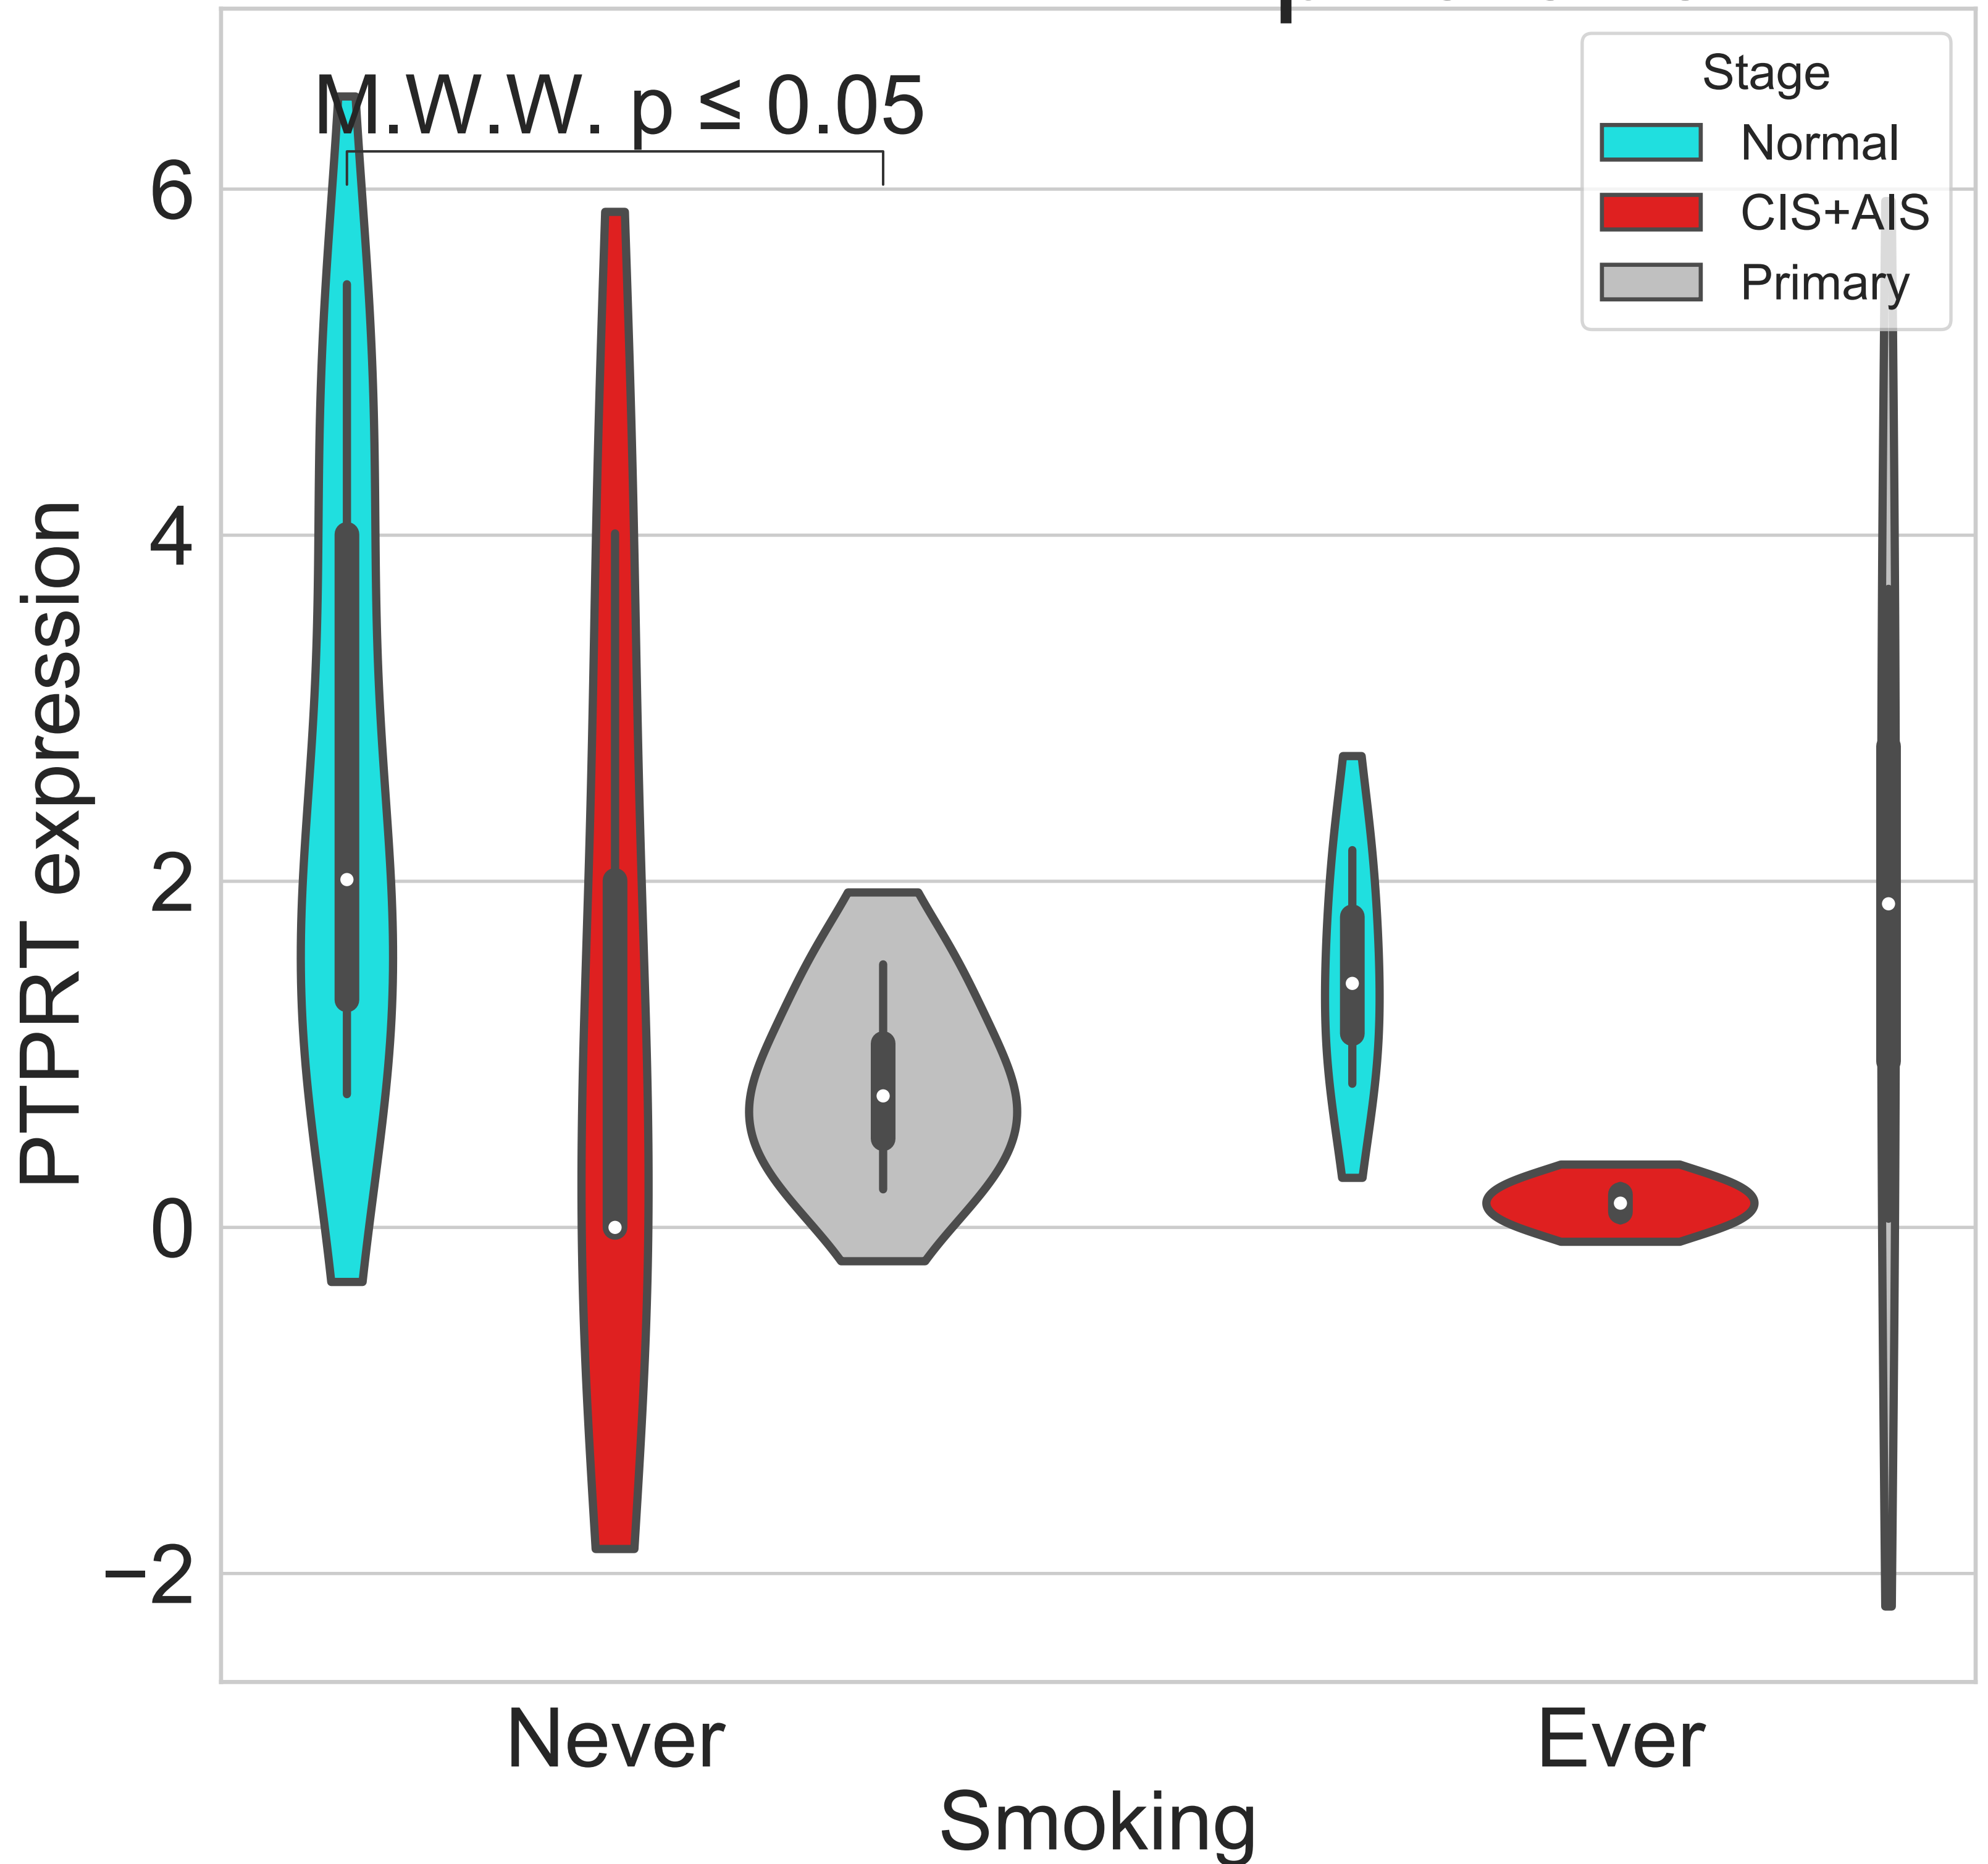 M.W.W. p ≤ 0.05
Stage
Normal
CIS+AIS
Primary
6
4
2
0
−2
PTPRT expression
Never
Ever
Smoking